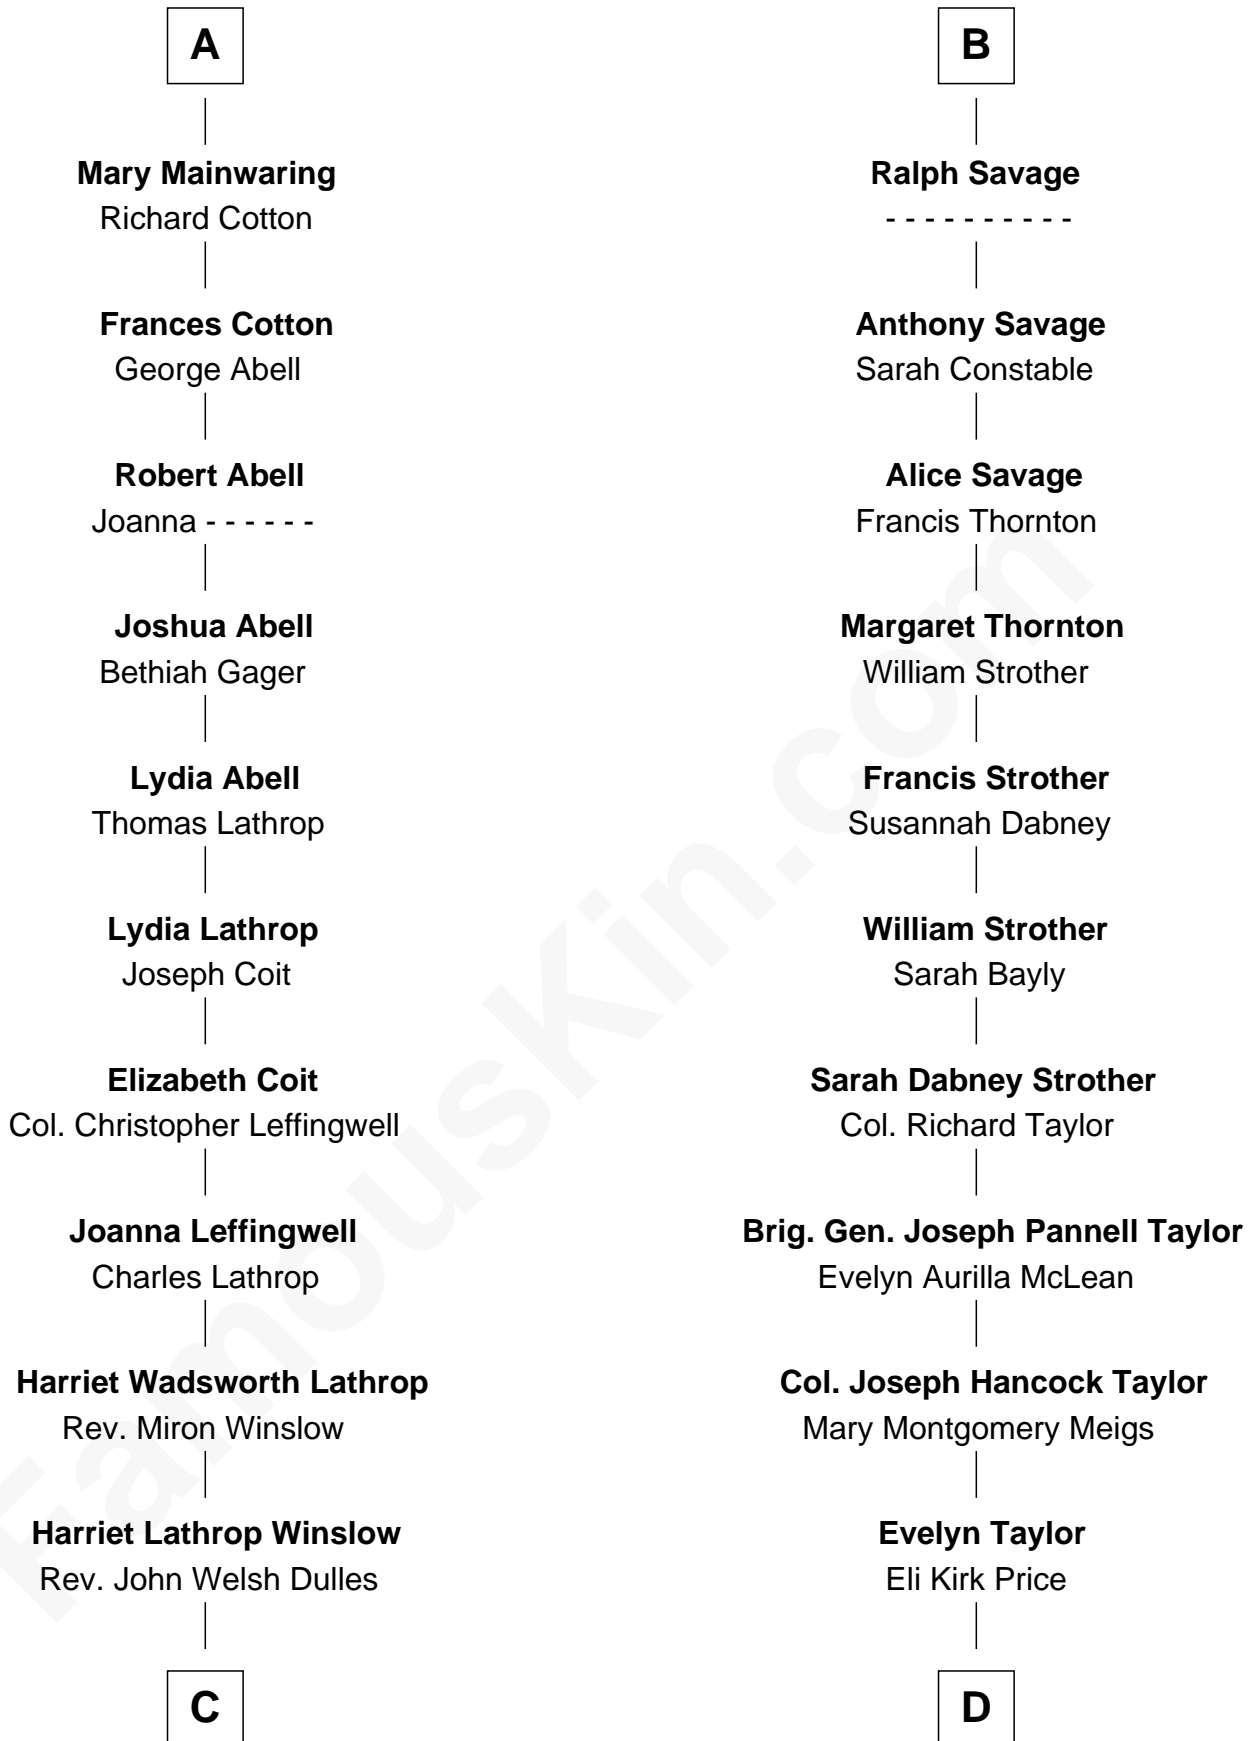 A
Mary Mainwaring
Richard Cotton
Frances Cotton
George Abell
Robert Abell
Joanna - - - - - -
Joshua Abell
Bethiah Gager
Lydia Abell
Thomas Lathrop
Lydia Lathrop
Joseph Coit
Elizabeth Coit
Col. Christopher Leffingwell
Joanna Leffingwell
Charles Lathrop
Harriet Wadsworth Lathrop
Rev. Miron Winslow
Harriet Lathrop Winslow
Rev. John Welsh Dulles
C
B
Ralph Savage
- - - - - - - - - -
Anthony Savage
Sarah Constable
Alice Savage
Francis Thornton
Margaret Thornton
William Strother
Francis Strother
Susannah Dabney
William Strother
Sarah Bayly
Sarah Dabney Strother
Col. Richard Taylor
Brig. Gen. Joseph Pannell Taylor
Evelyn Aurilla McLean
Col. Joseph Hancock Taylor
Mary Montgomery Meigs
Evelyn Taylor
Eli Kirk Price
D
FamousKin.com